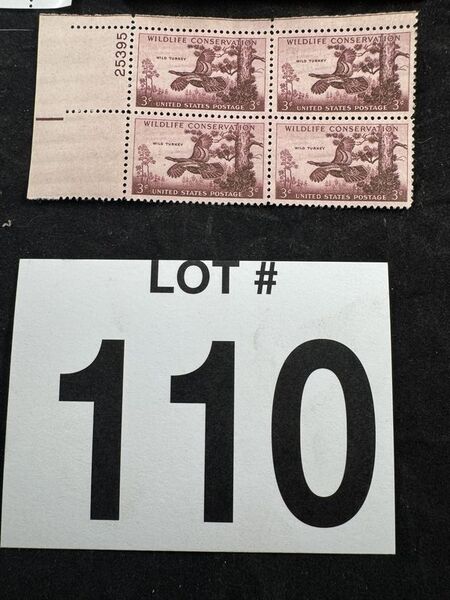 25395
WILDLIFE CONSERVATION WILDLIFE CONSERVATION
WILD TURKEY WILD TURKEY
3¢ UNITED STATES POSTAGE 3¢ UNITED STATES POSTAGE 3¢
WILDLIFE CONSERVATION WILDLIFE CONSERVATION
WILD TURKEY WILD TURKEY
3¢ UNITED STATES POSTAGE 3¢ 3¢ UNITED STATES POSTAGE 3¢
LOT #
110